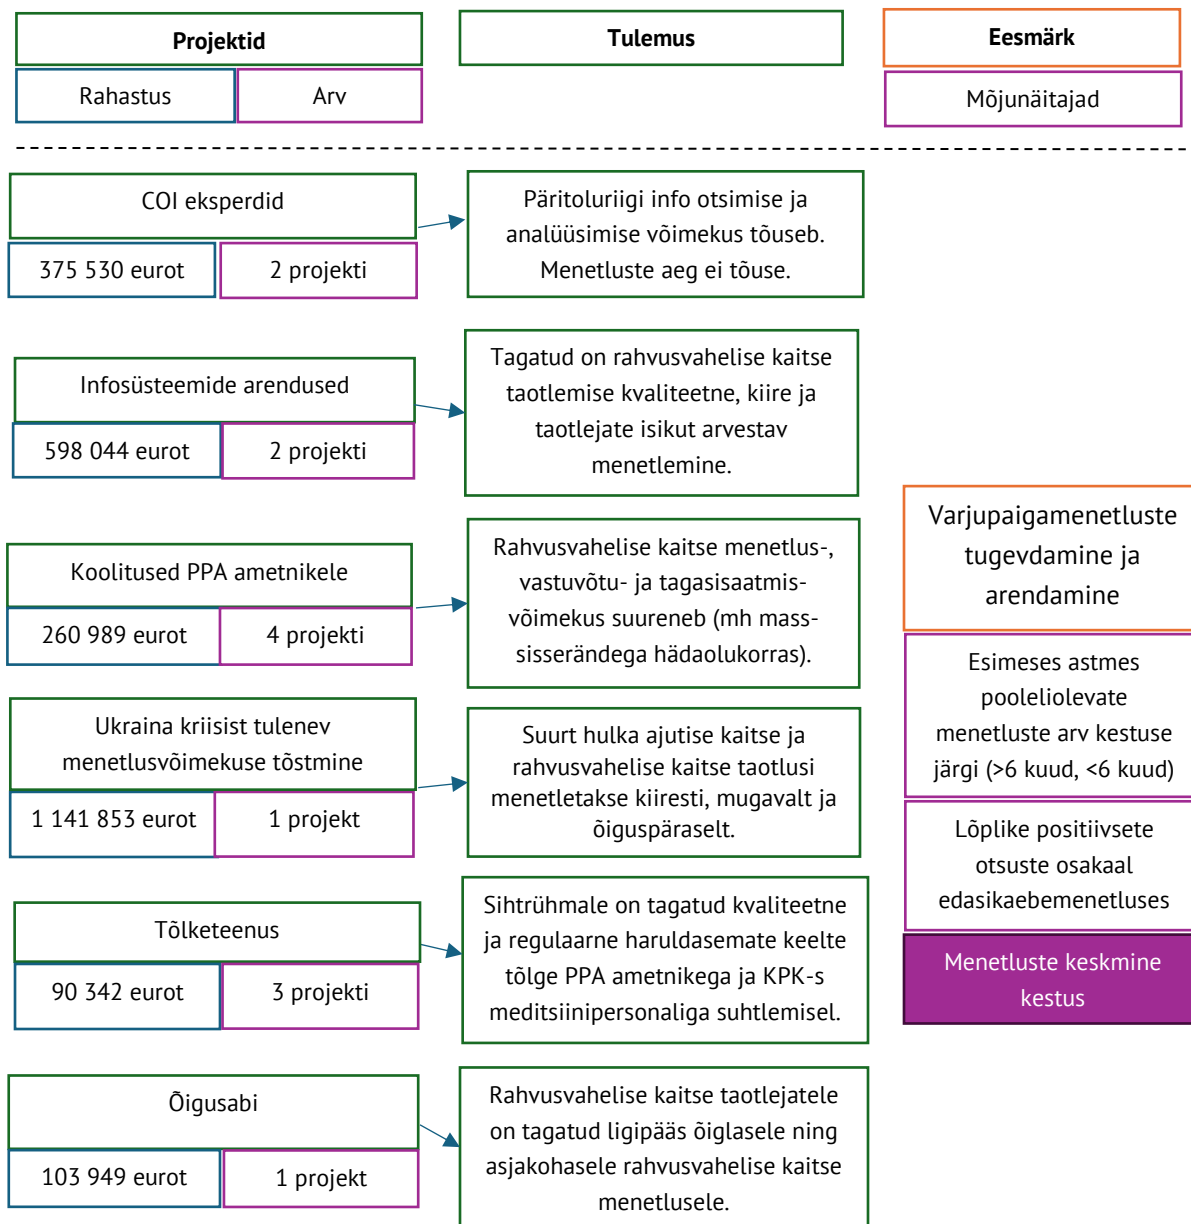 Projektid
Rahastus
Arv
Tulemus
Eesmärk
Mõjunäitajad
COI eksperdid
375 530 eurot
2 projekti
Päritoluriigi info otsimise ja
analüüsimise võimekus tõuseb.
Menetluste aeg ei tõuse.
Infosüsteemide arendused
598 044 eurot
2 projekti
Tagatud on rahvusvahelise kaitse
taotlemise kvaliteetne, kiire ja
taotlejate isikut arvestav
menetlemine.
Koolitused PPA ametnikele
260 989 eurot
4 projekti
Rahvusvahelise kaitse menetlus-,
vastuvõtu- ja tagasisaatmis-
võimekus suureneb (mh mass-
sisserändega hädaolukorras).
Ukraina kriisist tulenev
menetlusvõimekuse tõstmine
1 141 853 eurot
1 projekt
Suurt hulka ajutise kaitse ja
rahvusvahelise kaitse taotlusi
menetletakse kiiresti, mugavalt ja
õiguspäraselt.
Tõlketeenus
90 342 eurot
3 projekti
Sihtrühmale on tagatud kvaliteetne
ja regulaarne haruldasemate keelte
tõlge PPA ametnikega ja KPK-s
meditsiinipersonaliga suhtlemisel.
Õigusabi
103 949 eurot
1 projekt
Rahvusvahelise kaitse taotlejatele
on tagatud ligipääs õiglasele ning
asjakohasele rahvusvahelise kaitse
menetlusele.
Varjupaigamenetluste
tugevdamine ja
arendamine
Esimeses astmes
pooleliolevate
menetluste arv kestuse
järgi (>6 kuud, <6 kuud)
Lõplike positiivsete
otsuste osakaal
edasikaebemenetluses
Menetluste keskmine
kestus